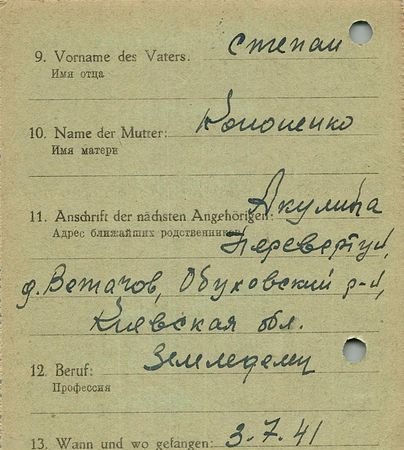 9. Vorname des Vaters: Степан
Имя отца
10. Name der Mutter: Кононенко
Имя матери
11. Anschrift der nächsten Angehörigen: Акулина
Адрес ближайших родственников
Перевертун,
д. Витачов, Обуховский р-н,
Киевская обл.
12. Beruf: Земледелец
Профессия
13. Wann und wo gefangen: 3.7.41